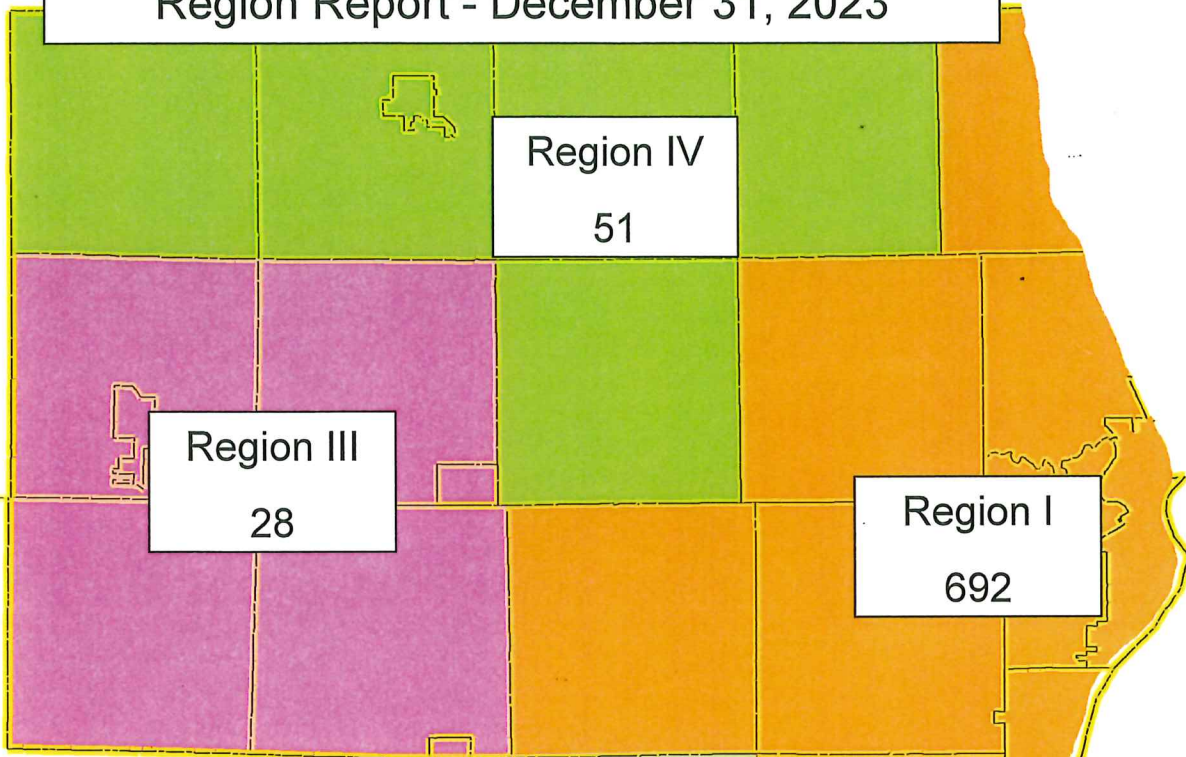 Region Report - December 31, 2023
Region IV
51
Region III
28
Region I
692